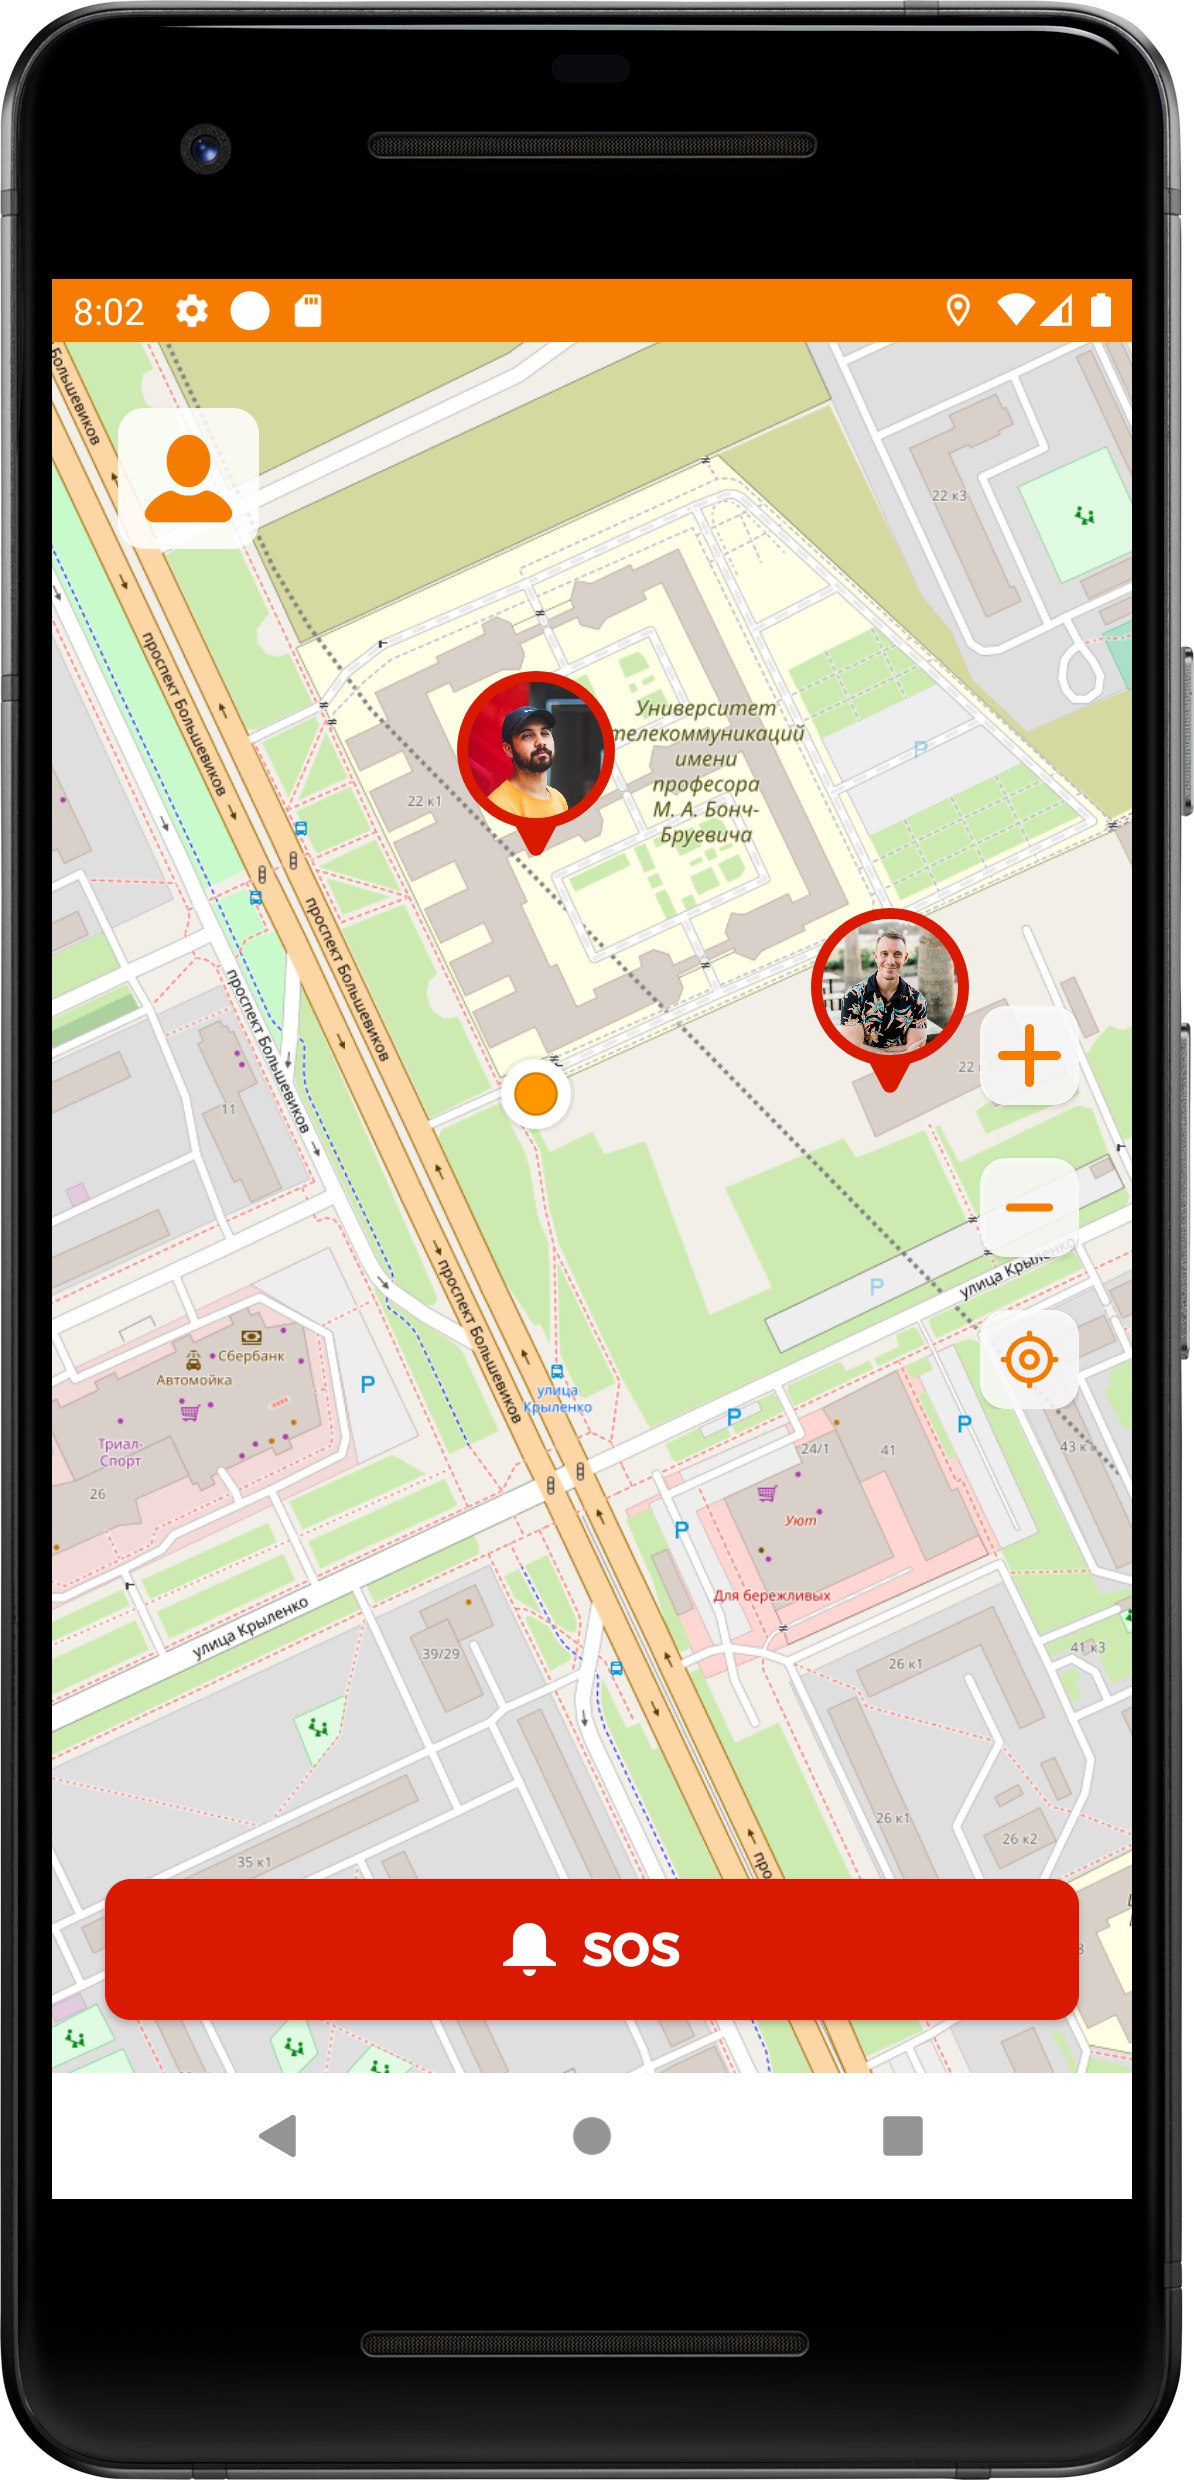 8:02
Большевиков
22 к3
проспект Большевиков
Университет
телекоммуникаций
имени
професора
М. А. Бонч-
Бруевича
22 к1
P
проспект Большевиков
проспект Большевиков
22
11
улица Крыленко
P
проспект Большевиков
Сбербанк
Автомойка
P
улица
Крыленко
Триал-
Спорт
26
P
P
24/1
41
43 к
P
Уют
Для бережливых
улица Крыленко
39/29
26 к1
41 к3
26 к1
26 к2
35 к1
про
SOS